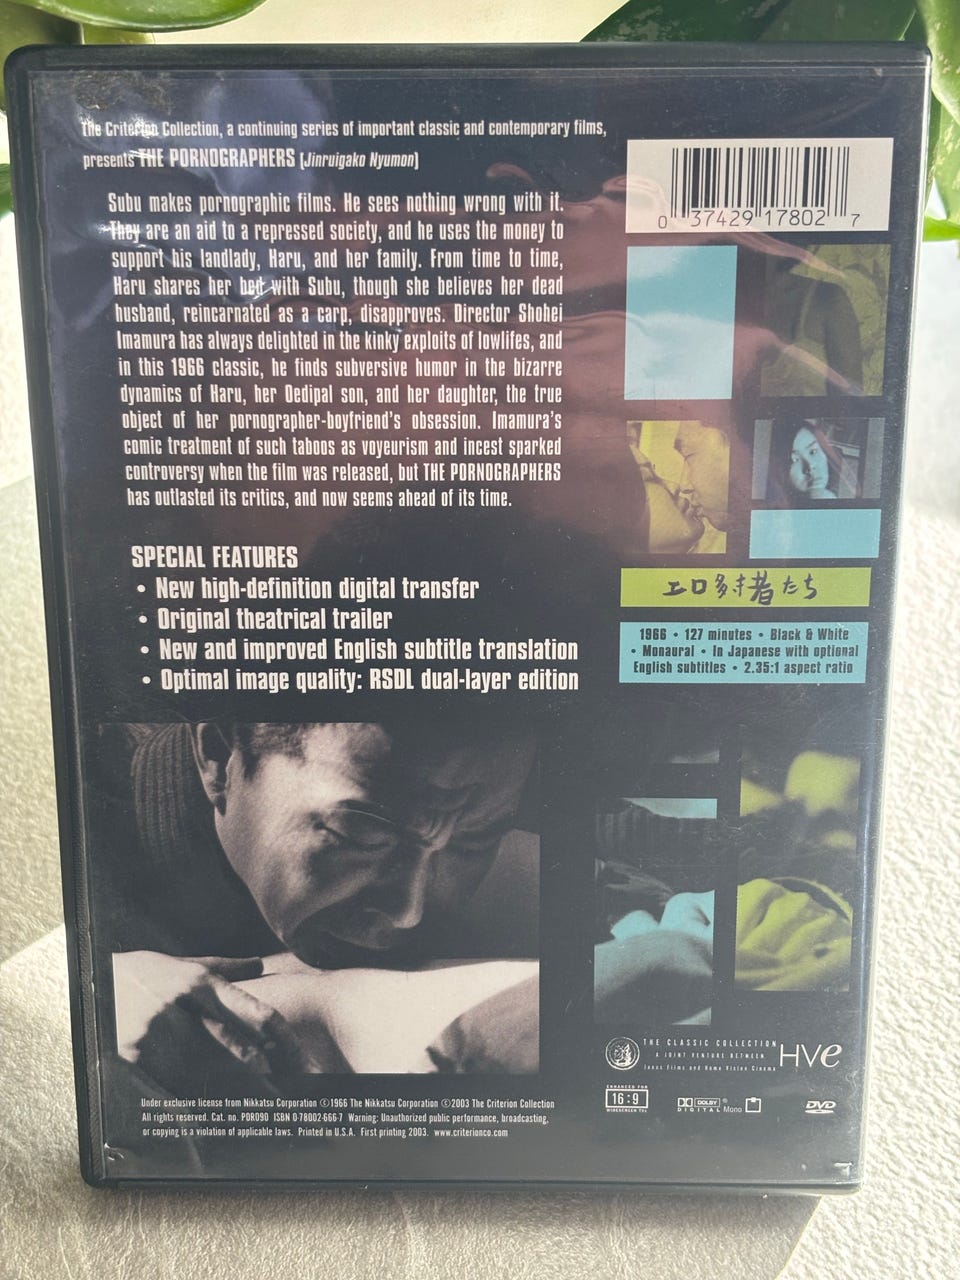 The Criterion Collection, a continuing series of important classic and contemporary films,
presents THE PORNOGRAPHERS [Jinruigako Nyumon]
Subu makes pornographic films. He sees nothing wrong with it.
They are an aid to a repressed society, and he uses the money to
support his landlady, Haru, and her family. From time to time,
Haru shares her bed with Subu, though she believes her dead
husband, reincarnated as a carp, disapproves. Director Shohei
Imamura has always delighted in the kinky exploits of lowlifes, and
in this 1966 classic, he finds subversive humor in the bizarre
dynamics of Haru, her Oedipal son, and her daughter, the true
object of her pornographer-boyfriend's obsession. Imamura's
comic treatment of such taboos as voyeurism and incest sparked
controversy when the film was released, but THE PORNOGRAPHERS
has outlasted its critics, and now seems ahead of its time.
SPECIAL FEATURES
• New high-definition digital transfer
• Original theatrical trailer
• New and improved English subtitle translation
• Optimal image quality: RSDL dual-layer edition
0 37429 17802 7
エロ事師たち
1966 • 127 minutes • Black & White
• Monaural • In Japanese with optional
English subtitles • 2.35:1 aspect ratio
THE CLASSIC COLLECTION
A JOINT VENTURE BETWEEN
Janus Films and Home Vision Cinema
HVe
ENHANCED FOR
16:9
WIDESCREEN TVs
DOLBY
DIGITAL Mono
DVD
Under exclusive license from Nikkatsu Corporation ©1966 The Nikkatsu Corporation ©2003 The Criterion Collection
All rights reserved. Cat. no. POR090 ISBN 0-78002-666-7 Warning: Unauthorized public performance, broadcasting,
or copying is a violation of applicable laws. Printed in U.S.A. First printing 2003. www.criterionco.com